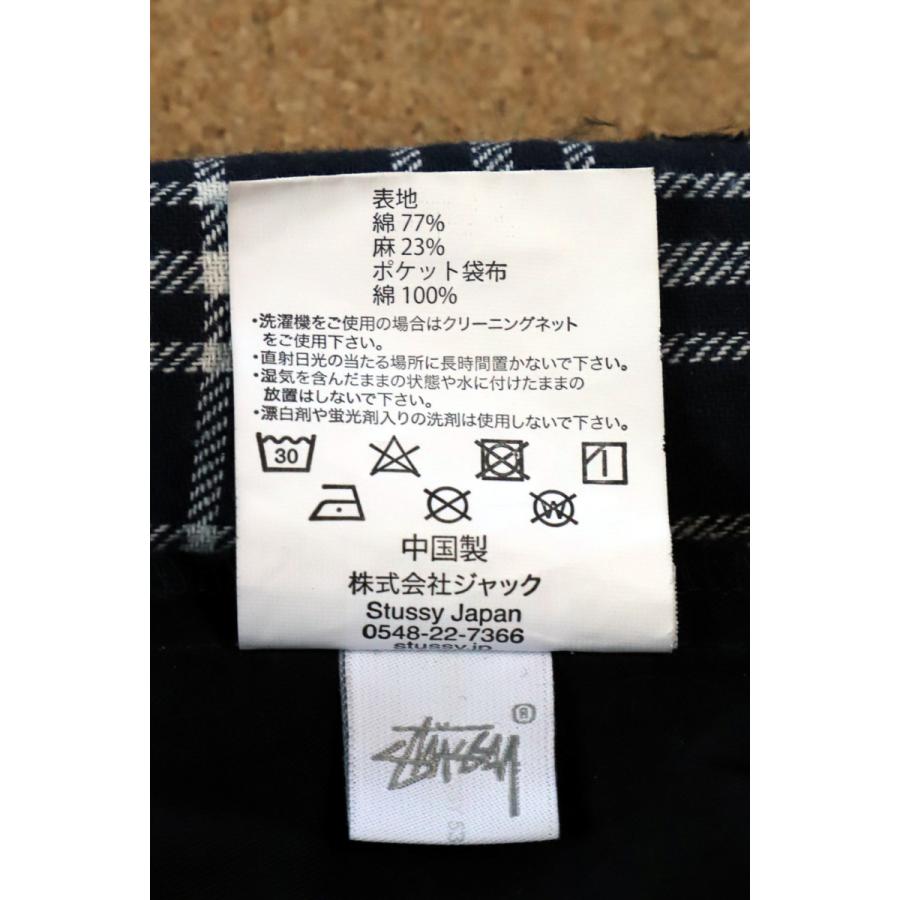 表地
綿 77%
麻 23%
ポケット袋布
綿 100%
・洗濯機をご使用の場合はクリーニングネット
をご使用下さい。
・直射日光の当たる場所に長時間置かないで下さい。
・湿気を含んだままの状態や水に付けたままの
放置はしないで下さい。
・漂白剤や蛍光剤入りの洗剤は使用しないで下さい。
30
W
中国製
株式会社ジャック
Stussy Japan
0548-22-7366
stussy.jp
®
STÜSSY